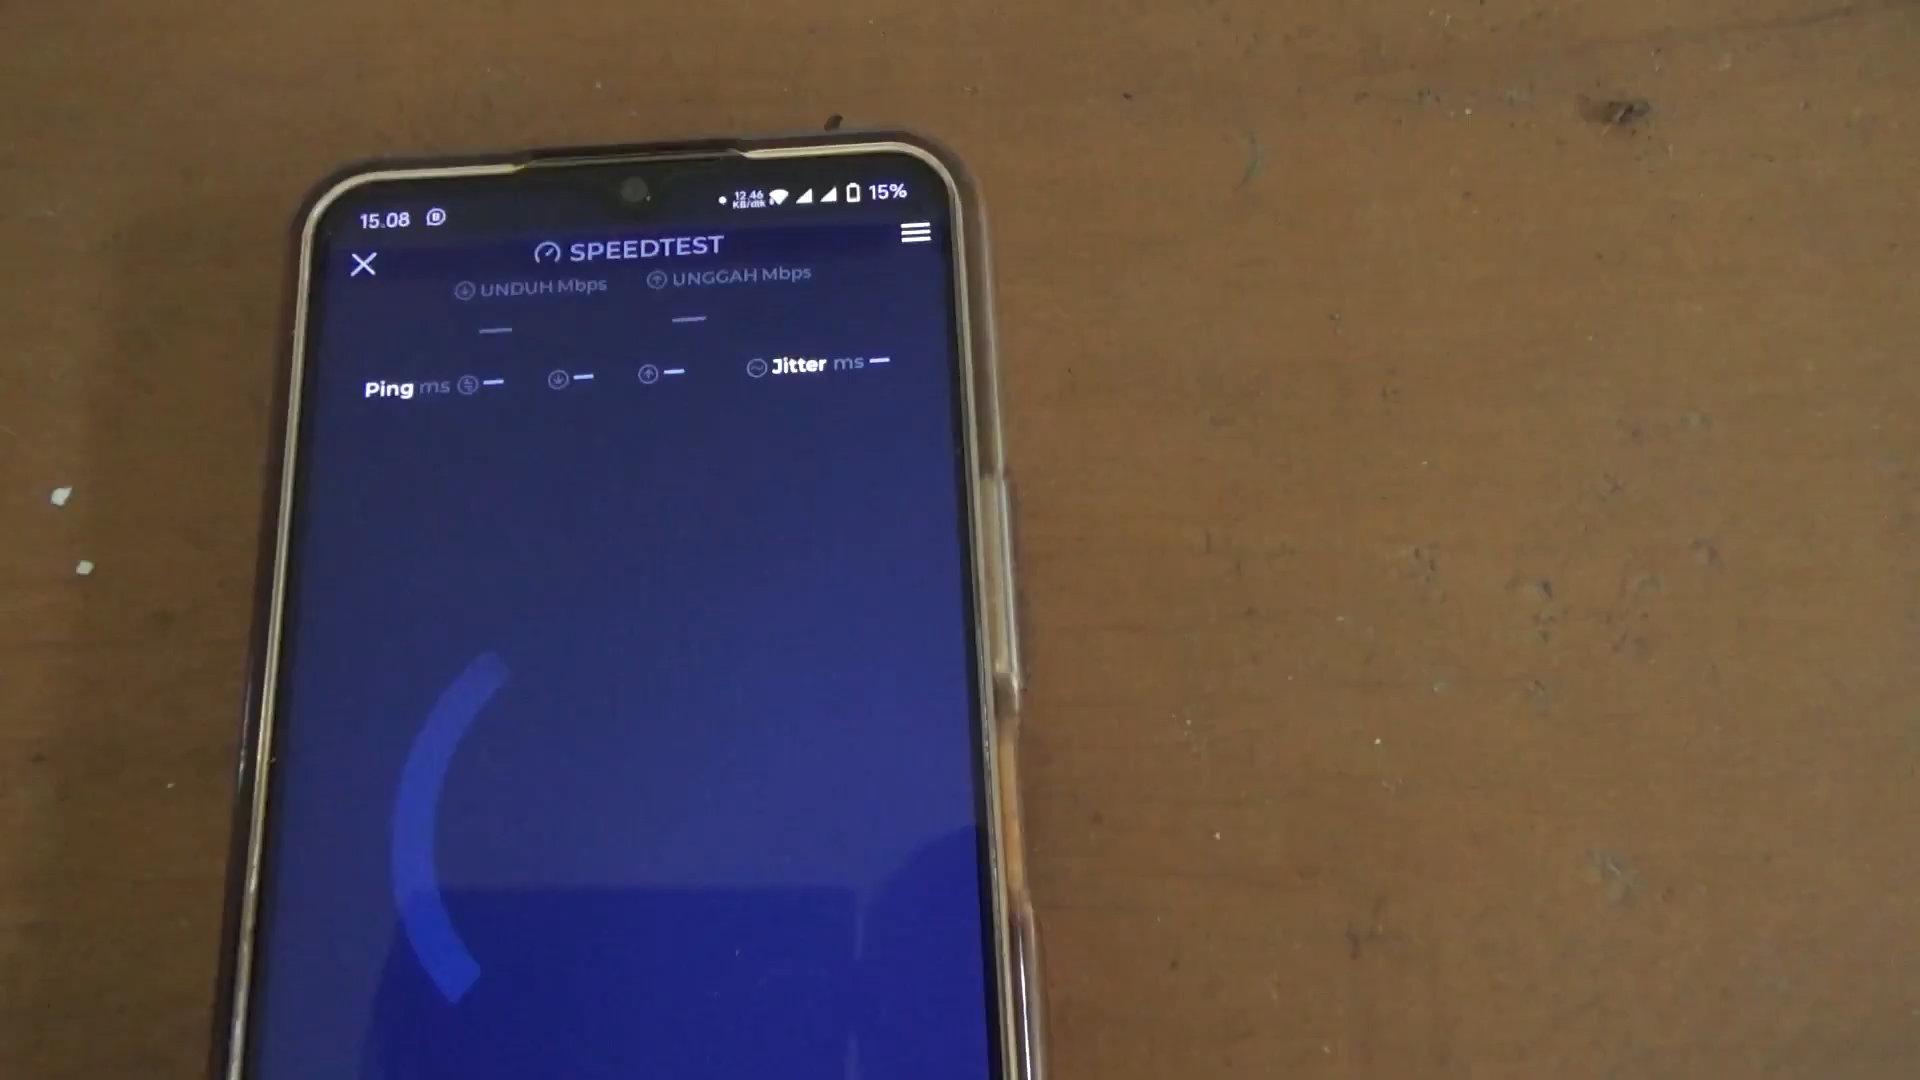 15.08
12.46
KB/dtk
15%
SPEEDTEST
UNDUH Mbps
UNGGAH Mbps
—
—
Ping ms — — —
Jitter ms —